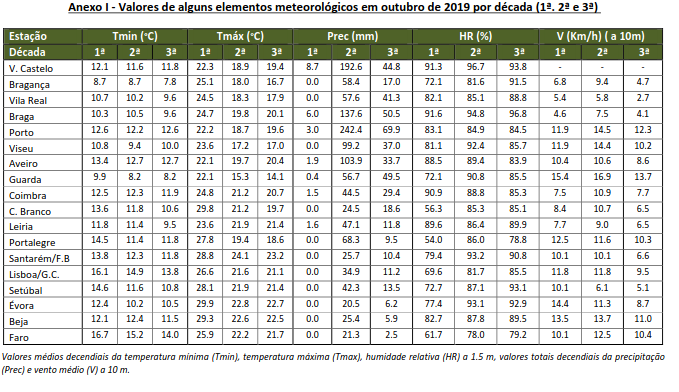 Anexo I - Valores de alguns elementos meteorológicos em outubro de 2019 por década (1ª. 2ª e 3ª)
Estação Tmin (ºC) Tmáx (ºC) Prec (mm) HR (%) V (Km/h) ( a 10m)
Década 1ª 2ª 3ª 1ª 2ª 3ª 1ª 2ª 3ª 1ª 2ª 3ª 1ª 2ª 3ª
V. Castelo 12.1 11.6 11.8 22.3 18.9 19.4 8.7 192.6 44.8 91.3 96.7 93.8 - - -
Bragança 8.7 8.7 7.8 25.1 18.0 16.7 0.0 58.4 17.0 72.1 81.6 91.5 6.8 9.4 4.7
Vila Real 10.7 10.2 9.6 24.5 18.3 17.9 0.0 57.6 41.3 82.1 85.1 88.8 5.4 5.8 2.7
Braga 10.3 10.5 9.6 24.7 19.8 20.1 6.0 137.6 50.5 91.6 94.8 96.8 4.6 7.5 4.1
Porto 12.6 12.2 12.6 22.2 18.7 19.6 3.0 242.4 69.9 83.1 84.9 84.5 11.9 14.5 12.3
Viseu 10.8 9.4 10.0 23.6 17.2 17.0 0.0 99.2 37.0 81.1 92.4 85.7 11.9 14.4 10.2
Aveiro 13.4 12.7 12.7 22.1 19.7 20.4 1.9 103.9 33.7 88.5 89.4 83.9 10.4 10.6 8.6
Guarda 9.9 8.2 8.2 22.1 15.3 14.1 0.4 56.7 49.5 72.1 90.8 85.5 15.4 16.9 13.7
Coimbra 12.5 12.3 11.9 24.8 20.2 20.7 1.5 44.5 29.4 90.9 88.8 85.3 7.5 10.9 7.7
C. Branco 13.6 11.8 10.6 29.8 21.2 19.7 0.0 24.5 18.6 56.3 85.3 85.1 8.4 10.7 6.5
Leiria 11.8 11.4 9.5 23.6 21.9 21.4 1.6 47.1 11.8 86.4 89.9 89.9 7.7 9.0 6.5
Portalegre 14.5 11.4 11.8 27.8 19.4 18.6 0.0 68.3 9.5 54.0 86.0 78.8 12.5 11.6 10.3
Santarém/F.B 13.8 12.3 11.8 28.8 24.1 23.2 0.0 25.7 10.4 79.4 93.2 90.8 10.1 10.1 6.6
Lisboa/G.C. 16.1 14.9 13.8 26.6 21.6 21.1 0.0 34.9 11.2 69.6 81.7 85.5 11.8 11.8 9.5
Setúbal 14.6 11.6 10.8 28.1 21.9 21.4 0.0 42.3 13.5 72.7 87.1 93.1 10.1 6.1 5.1
Évora 12.4 10.2 10.5 29.9 22.8 22.7 0.0 20.5 6.2 77.4 93.1 92.9 14.4 11.3 8.7
Beja 12.1 12.4 11.5 29.3 22.6 22.5 0.0 25.4 5.9 82.7 87.8 89.5 13.5 13.7 11.0
Faro 16.7 15.2 14.0 25.9 22.2 21.7 0.0 21.3 2.5 61.7 78.0 79.2 10.1 12.5 10.4
Valores médios decendiais da temperatura mínima (Tmin), temperatura máxima (Tmax), humidade relativa (HR) a 1.5 m, valores totais decendiais da precipitação
(Prec) e vento médio (V) a 10 m.